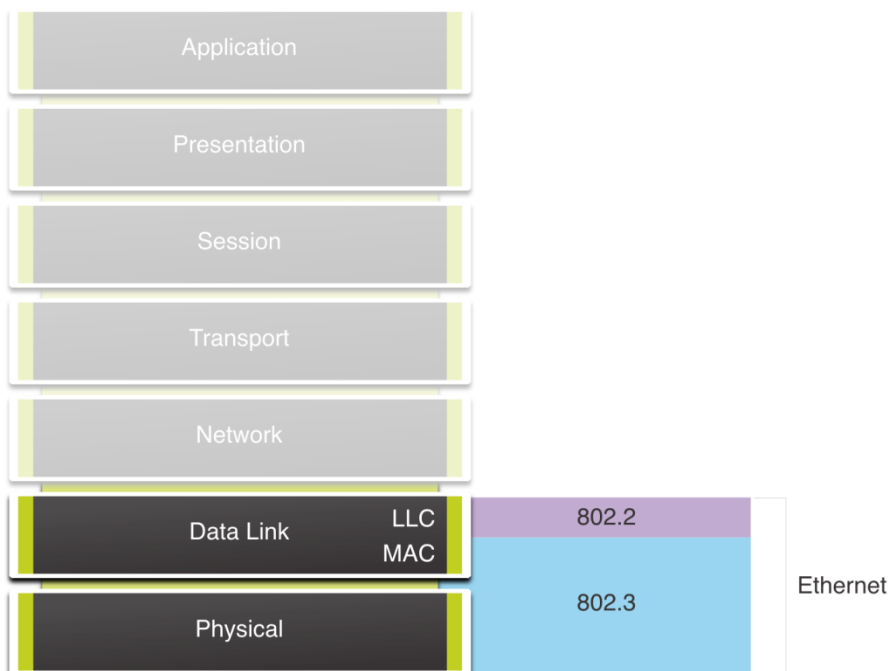 Application
Presentation
Session
Transport
Network
Data Link
LLC
MAC
802.2
802.3
Ethernet
Physical